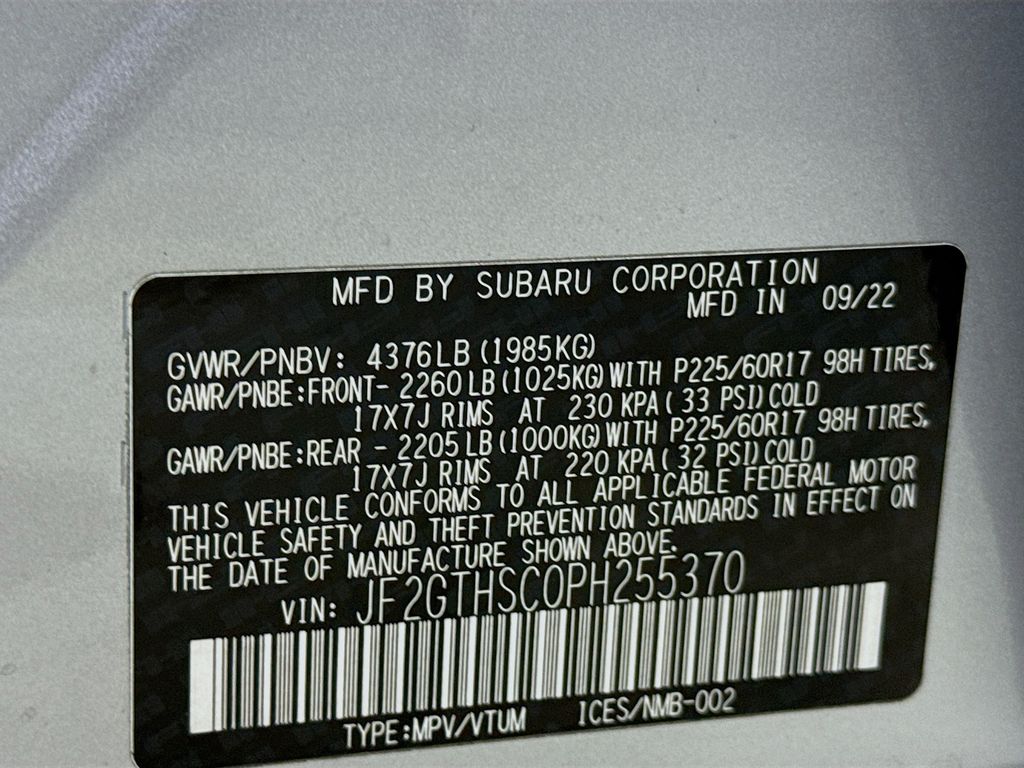 MFD BY SUBARU CORPORATION
MFD IN 09/22
GVWR/PNBV: 4376LB (1985KG)
GAWR/PNBE:FRONT- 2260 LB (1025KG) WITH P225/60R17 98H TIRES,
17X7J RIMS AT 230 KPA ( 33 PSI) COLD
GAWR/PNBE:REAR - 2205 LB (1000KG) WITH P225/60R17 98H TIRES,
17X7J RIMS AT 220 KPA ( 32 PSI) COLD
THIS VEHICLE CONFORMS TO ALL APPLICABLE FEDERAL MOTOR
VEHICLE SAFETY AND THEFT PREVENTION STANDARDS IN EFFECT ON
THE DATE OF MANUFACTURE SHOWN ABOVE.
VIN: JF2GTHSC0PH255370
TYPE:MPV/VTUM ICES/NMB-002